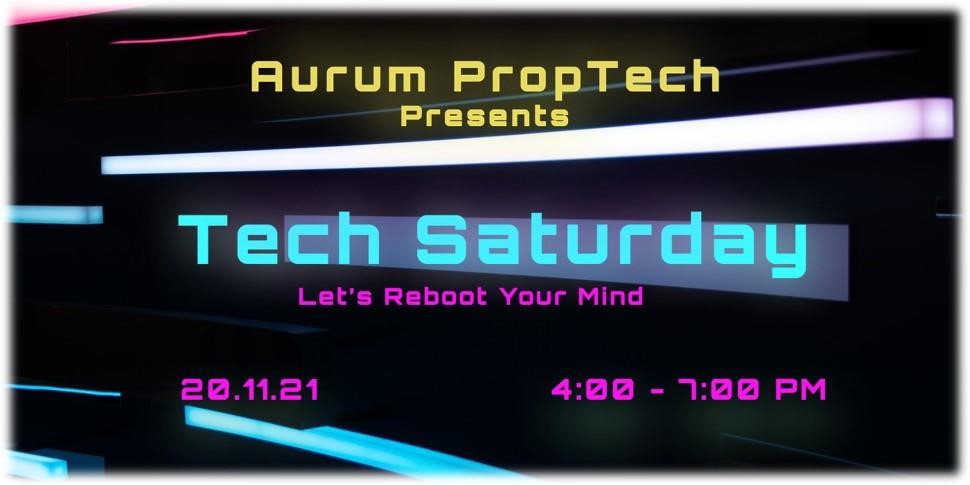 Aurum PropTech
Presents
Tech Saturday
Let's Reboot Your Mind
20.11.21
4:00 - 7:00 PM